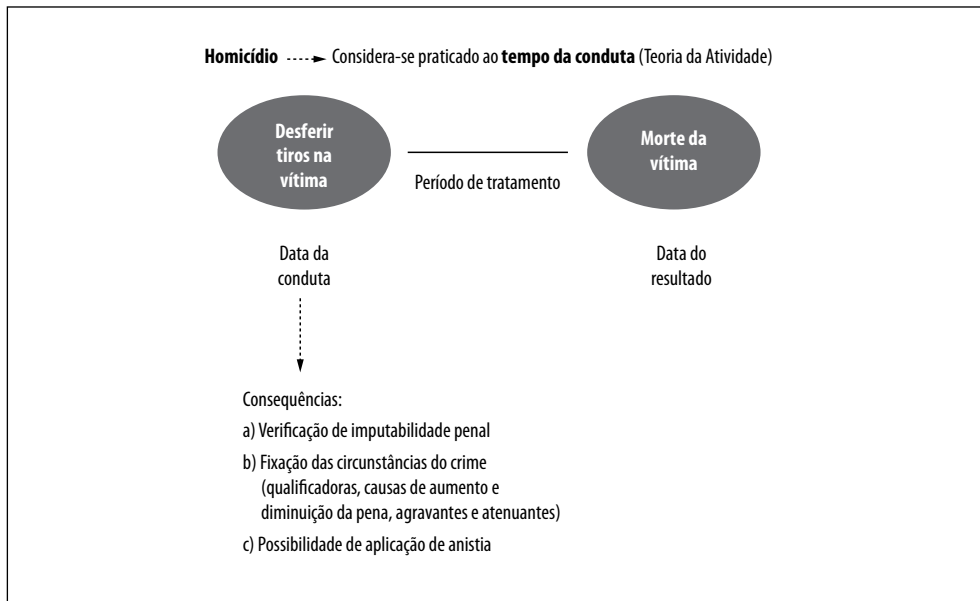 Homicídio Considera-se praticado ao tempo da conduta (Teoria da Atividade)
Desferir
tiros na
vítima
Período de tratamento
Morte da
vítima
Data da
conduta
Data do
resultado
Consequências:
a) Verificação de imputabilidade penal
b) Fixação das circunstâncias do crime
(qualificadoras, causas de aumento e
diminuição da pena, agravantes e atenuantes)
c) Possibilidade de aplicação de anistia